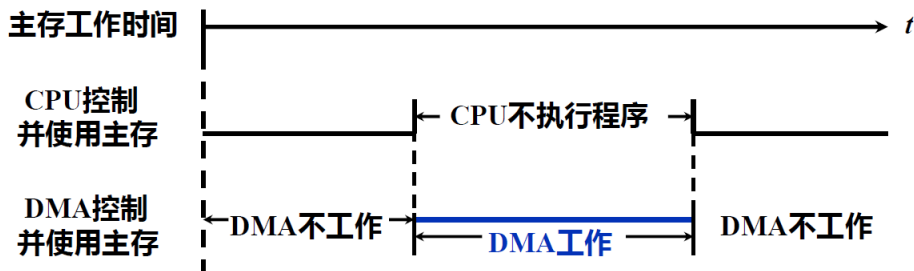 主存工作时间
t
CPU控制
并使用主存
CPU不执行程序
DMA控制
并使用主存
DMA不工作
DMA工作
DMA不工作